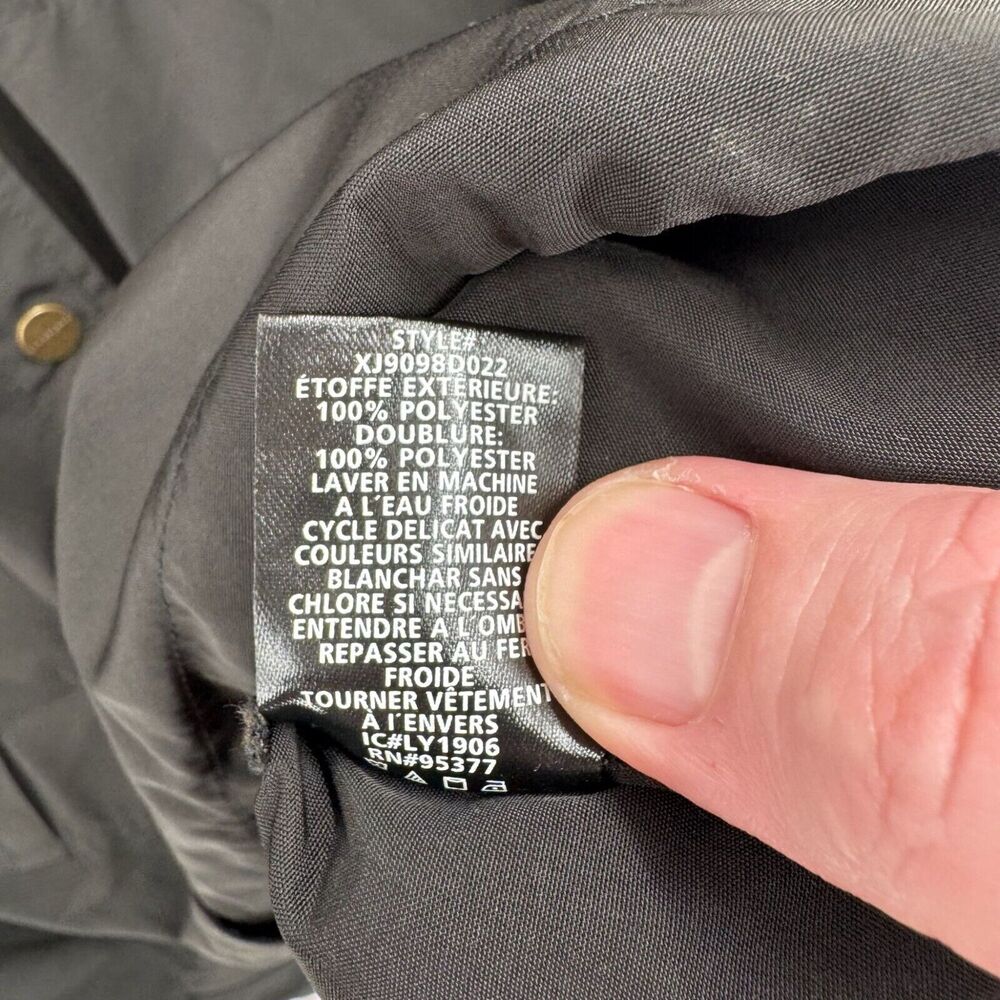 STYLE#
XJ9098D022
ÉTOFFE EXTÉRIEURE:
100% POLYESTER
DOUBLURE:
100% POLYESTER
LAVER EN MACHINE
A L'EAU FROIDE
CYCLE DELICAT AVEC
COULEURS SIMILAIRE
BLANCHAR SANS
CHLORE SI
ENTENDRE A L'
REPASSER AU
FROIDE
TOURNER VÊTEMENT
À l'ENVERS
IC#LY1906
RN#95377